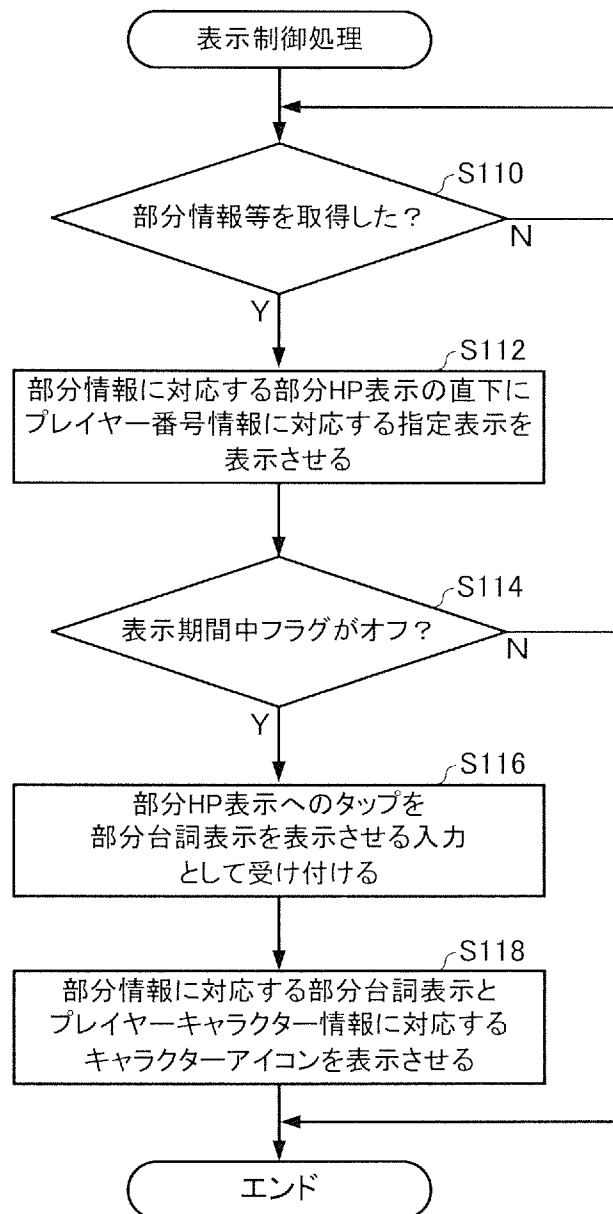 表示制御処理
S110
部分情報等を取得した？
N
Y
S112
部分情報に対応する部分HP表示の直下に
プレイヤー番号情報に対応する指定表示を
表示させる
S114
表示期間中フラグがオフ？
N
Y
S116
部分HP表示へのタップを
部分台詞表示を表示させる入力
として受け付ける
S118
部分情報に対応する部分台詞表示と
プレイヤーキャラクター情報に対応する
キャラクターアイコンを表示させる
エンド